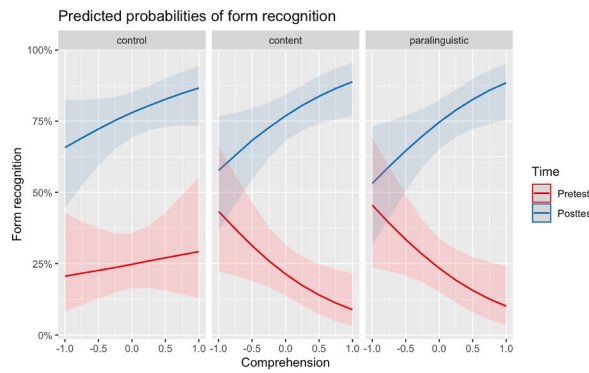 Predicted probabilities of form recognition
control content paralinguistic
100%
75%
50%
25%
0%
Form recognition
-1.0 -0.5 0.0 0.5 1.0 -1.0 -0.5 0.0 0.5 1.0 -1.0 -0.5 0.0 0.5 1.0
Comprehension
Time
Pretest
Posttest